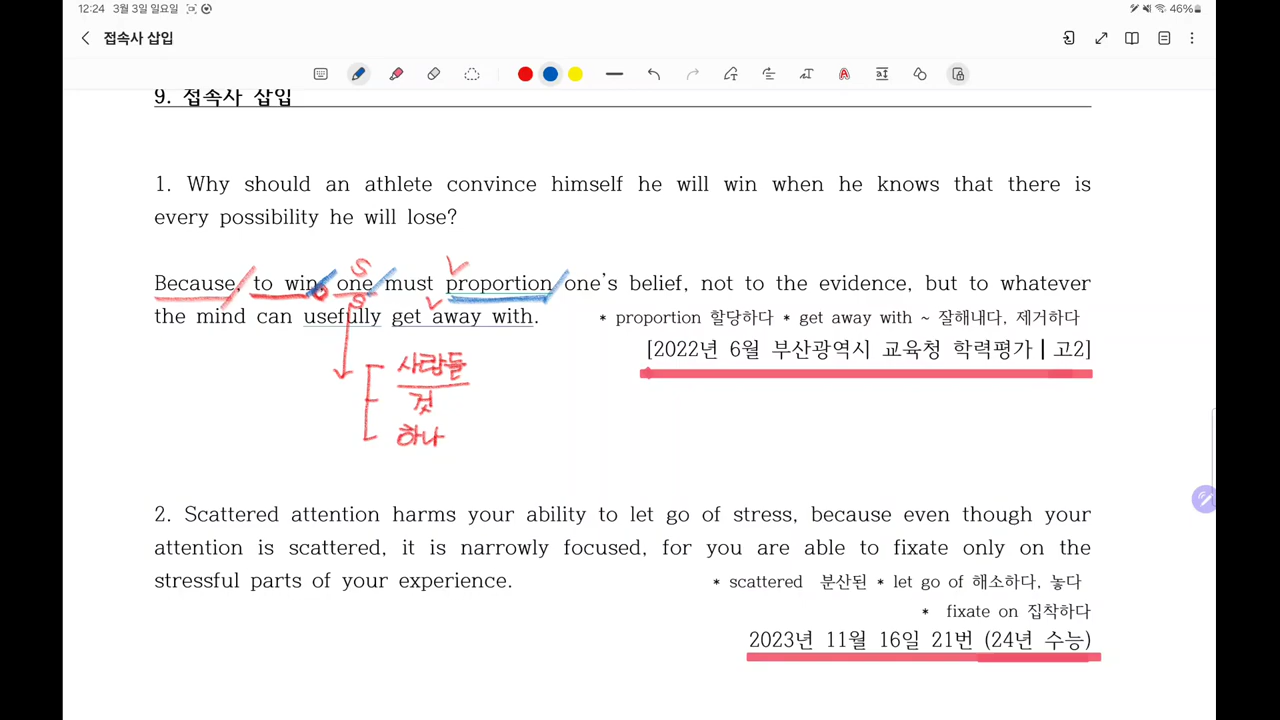 12:24 3월 3일 일요일
46%
접속사 삽입
9. 접속사 삽입
1. Why should an athlete convince himself he will win when he knows that there is
every possibility he will lose?
S V
Because, to win, one must proportion one's belief, not to the evidence, but to whatever
S V
the mind can usefully get away with. * proportion 할당하다 * get away with ~ 잘해내다, 제거하다
[2022년 6월 부산광역시 교육청 학력평가 | 고2]
사람들
것
하나
2. Scattered attention harms your ability to let go of stress, because even though your
attention is scattered, it is narrowly focused, for you are able to fixate only on the
stressful parts of your experience. * scattered 분산된 * let go of 해소하다, 놓다
* fixate on 집착하다
2023년 11월 16일 21번 (24년 수능)